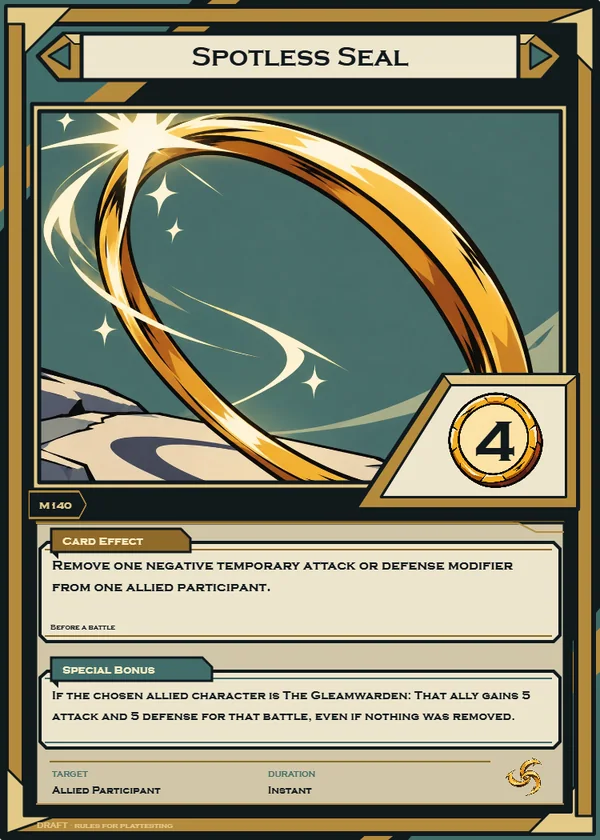 Spotless Seal
4
M140
Card Effect
Remove one negative temporary attack or defense modifier
from one allied participant.
Before a battle
Special Bonus
If the chosen allied character is The Gleamwarden: That ally gains 5
attack and 5 defense for that battle, even if nothing was removed.
Target
Duration
Allied Participant
Instant
DRAFT · Rules for playtesting